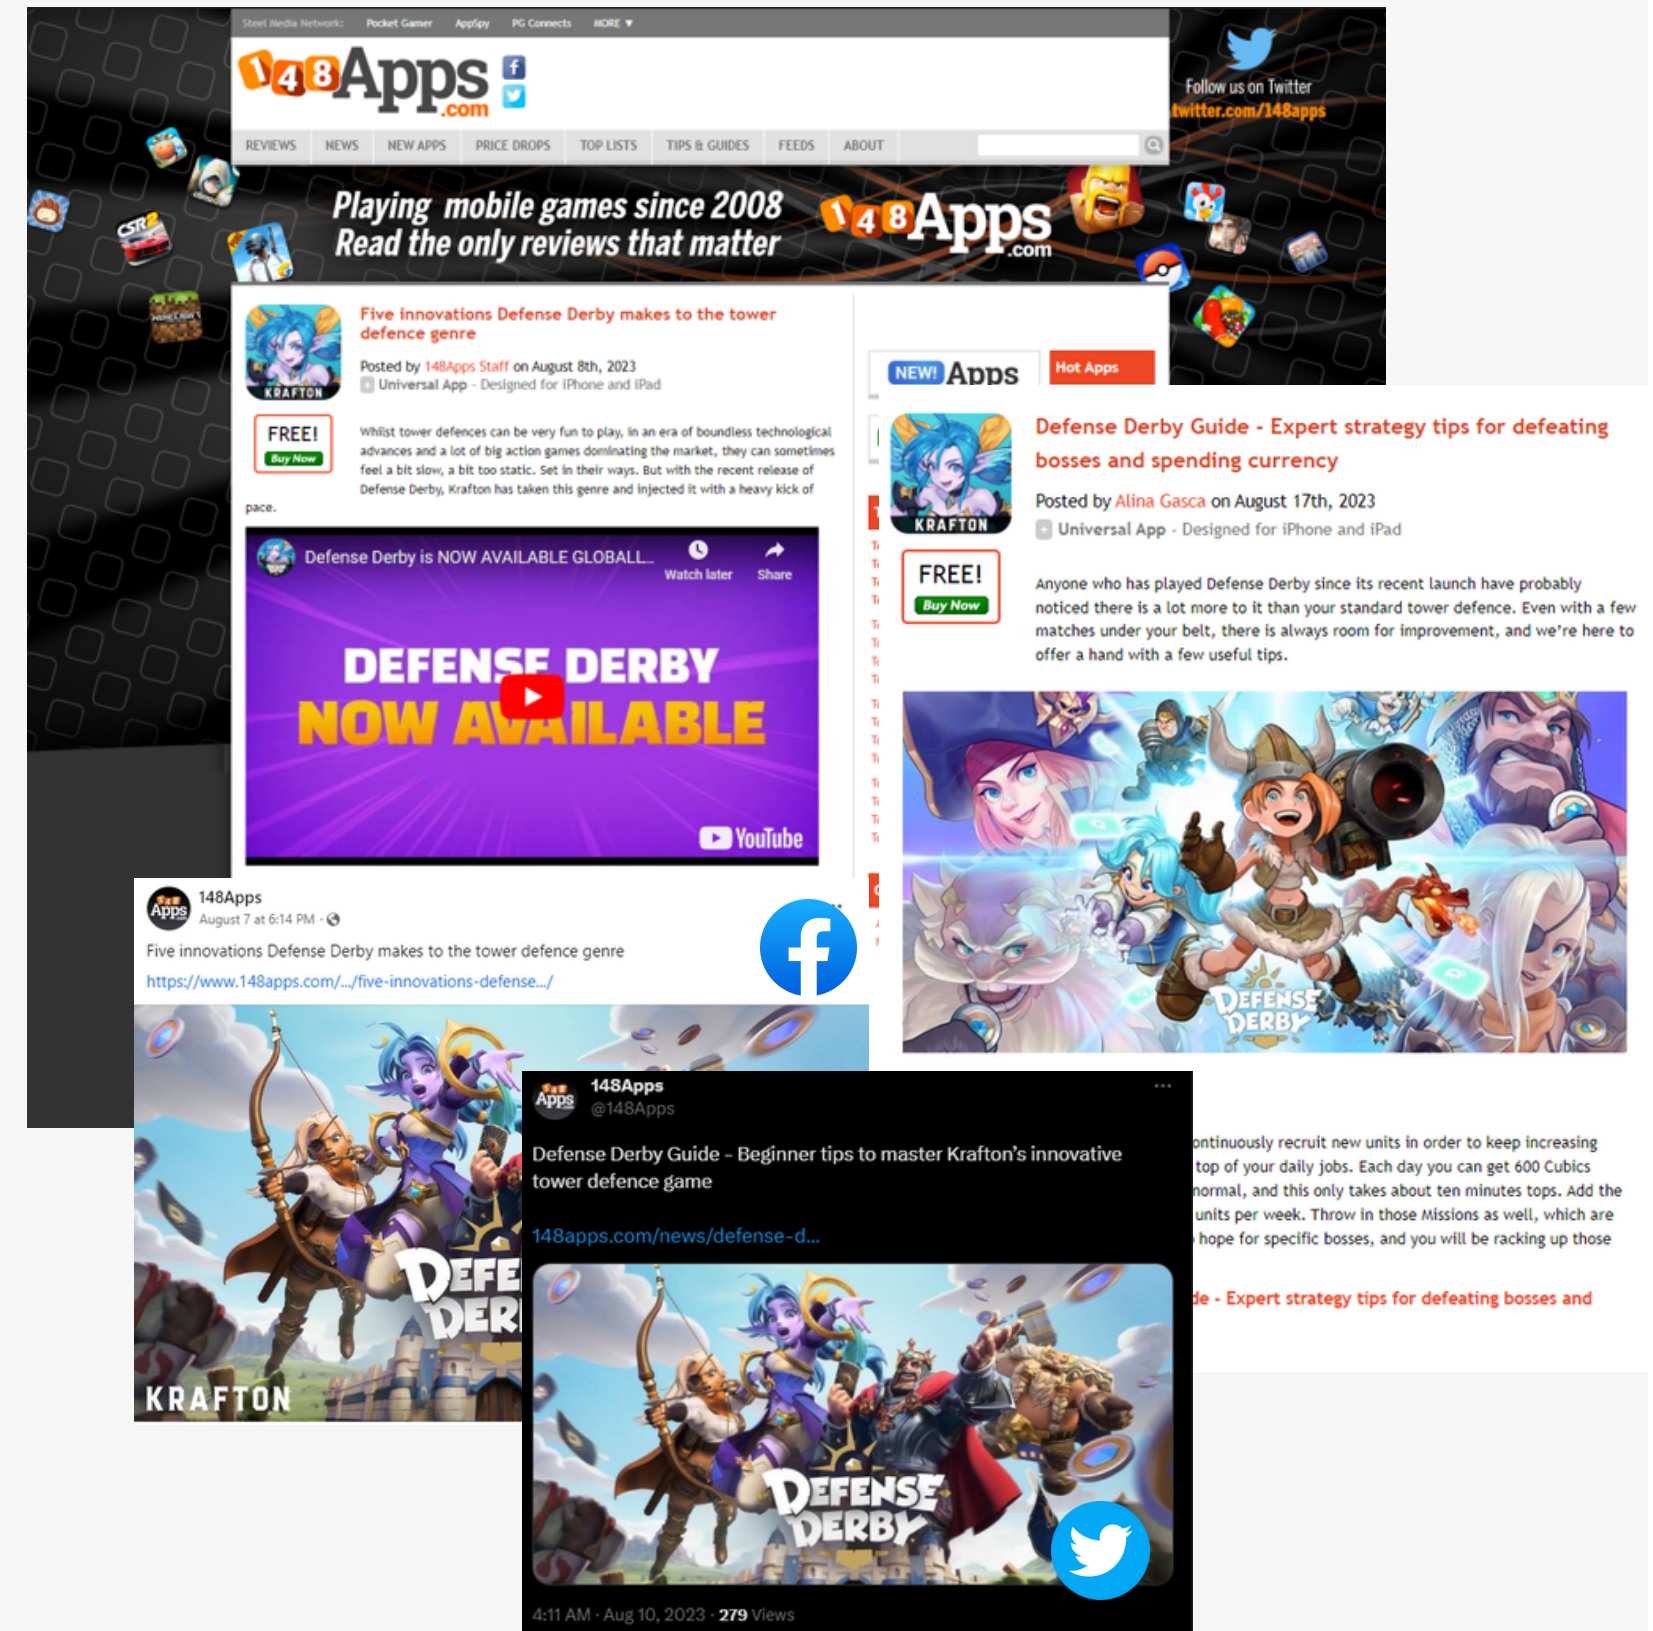 Steel Media Network: Pocket Gamer AppSpy PG Connects MORE ▼
148Apps
.com
Follow us on Twitter
twitter.com/148apps
REVIEWS NEWS NEW APPS PRICE DROPS TOP LISTS TIPS & GUIDES FEEDS ABOUT
Playing mobile games since 2008
Read the only reviews that matter
148Apps
.com
CSR2
MINECRAFT
KRAFTON
Five innovations Defense Derby makes to the tower
defence genre
Posted by 148Apps Staff on August 8th, 2023
Universal App - Designed for iPhone and iPad
FREE!
Buy Now
Whilst tower defences can be very fun to play, in an era of boundless technological
advances and a lot of big action games dominating the market, they can sometimes
feel a bit slow, a bit too static. Set in their ways. But with the recent release of
Defense Derby, Krafton has taken this genre and injected it with a heavy kick of
pace.
Defense Derby is NOW AVAILABLE GLOBALL...
Watch later Share
DEFENSE DERBY
NOW AVAILABLE
YouTube
NEW! Apps
Hot Apps
KRAFTON
Defense Derby Guide - Expert strategy tips for defeating
bosses and spending currency
Posted by Alina Gasca on August 17th, 2023
Universal App - Designed for iPhone and iPad
FREE!
Buy Now
Anyone who has played Defense Derby since its recent launch have probably
noticed there is a lot more to it than your standard tower defence. Even with a few
matches under your belt, there is always room for improvement, and we're here to
offer a hand with a few useful tips.
DEFENSE
DERBY
ontinuously recruit new units in order to keep increasing
top of your daily jobs. Each day you can get 600 Cubics
normal, and this only takes about ten minutes tops. Add the
units per week. Throw in those Missions as well, which are
hope for specific bosses, and you will be racking up those
de - Expert strategy tips for defeating bosses and
148Apps
August 7 at 6:14 PM ·
Five innovations Defense Derby makes to the tower defence genre
https://www.148apps.com/.../five-innovations-defense.../
DEFE
DER
KRAFTON
148Apps
@148Apps
Defense Derby Guide – Beginner tips to master Krafton's innovative
tower defence game
148apps.com/news/defense-d...
DEFENSE
DERBY
4:11 AM · Aug 10, 2023 · 279 Views